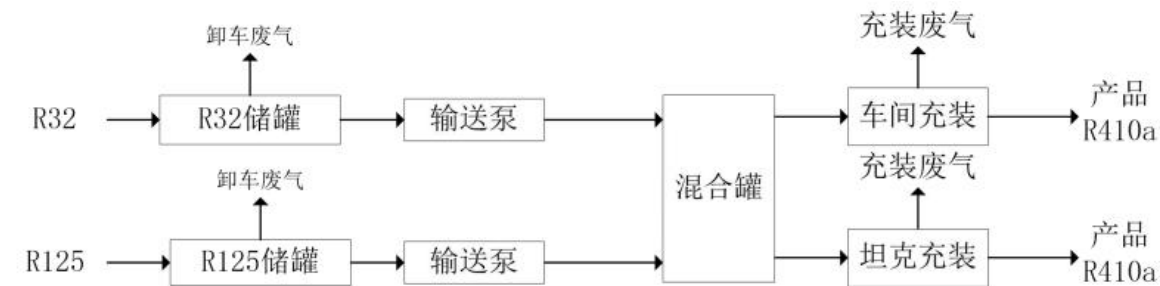 卸车废气
充装废气
R32
R32储罐
输送泵
车间充装
产品
R410a
卸车废气
混合罐
充装废气
R125
R125储罐
输送泵
坦克充装
产品
R410a